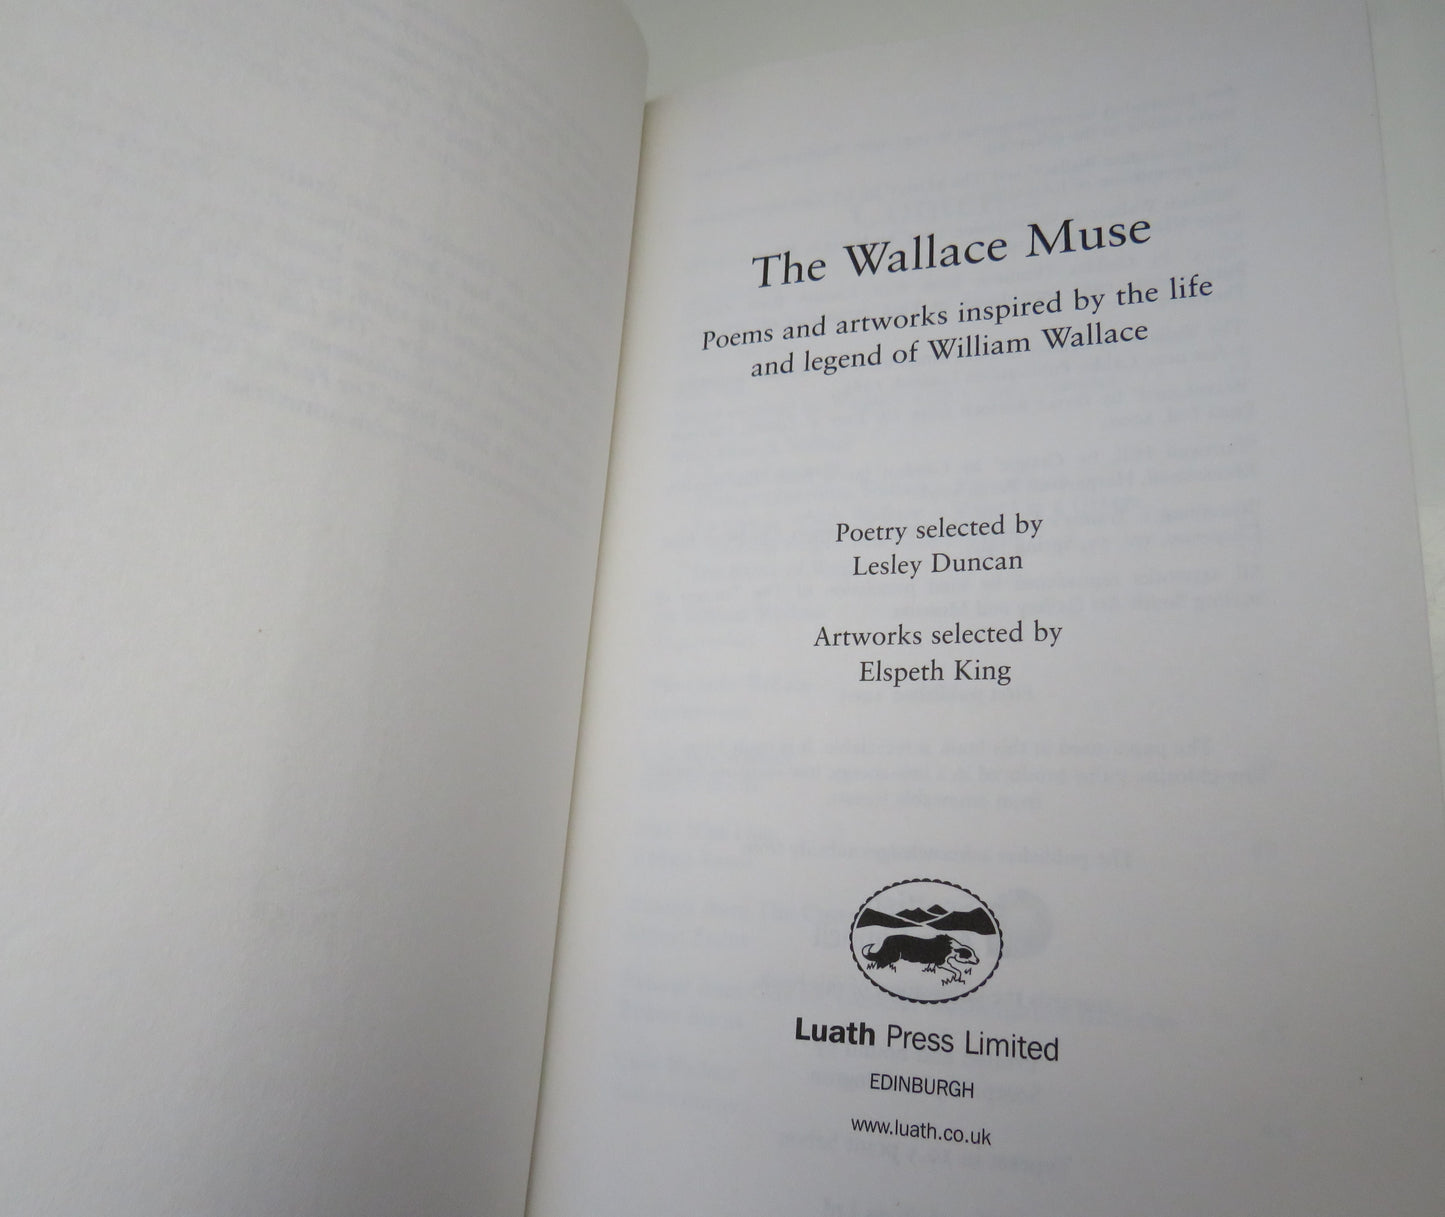 The Wallace Muse
Poems and artworks inspired by the life
and legend of William Wallace
Poetry selected by
Lesley Duncan
Artworks selected by
Elspeth King
Luath Press Limited
EDINBURGH
www.luath.co.uk